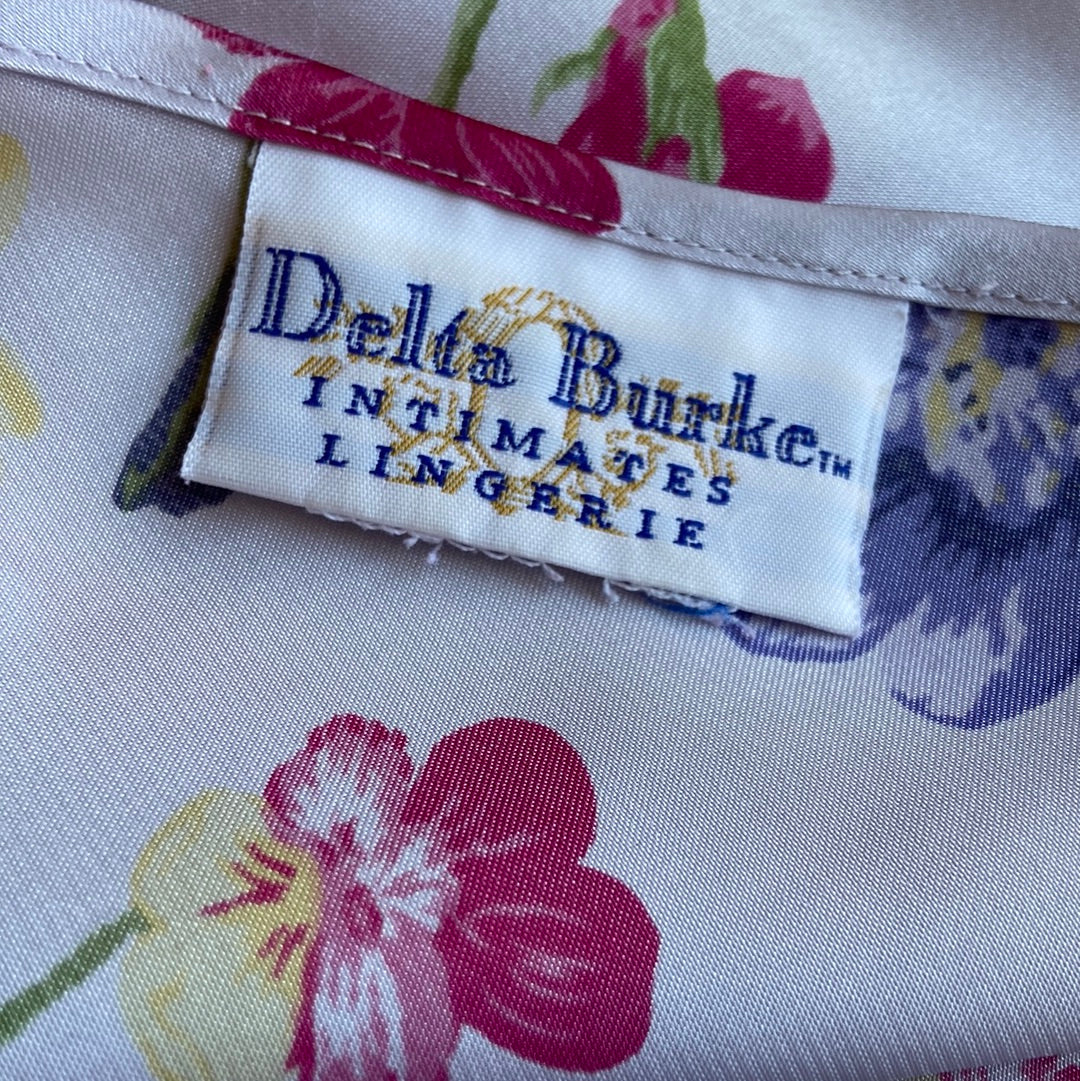 Delta Burke™
INTIMATES
LINGERIE